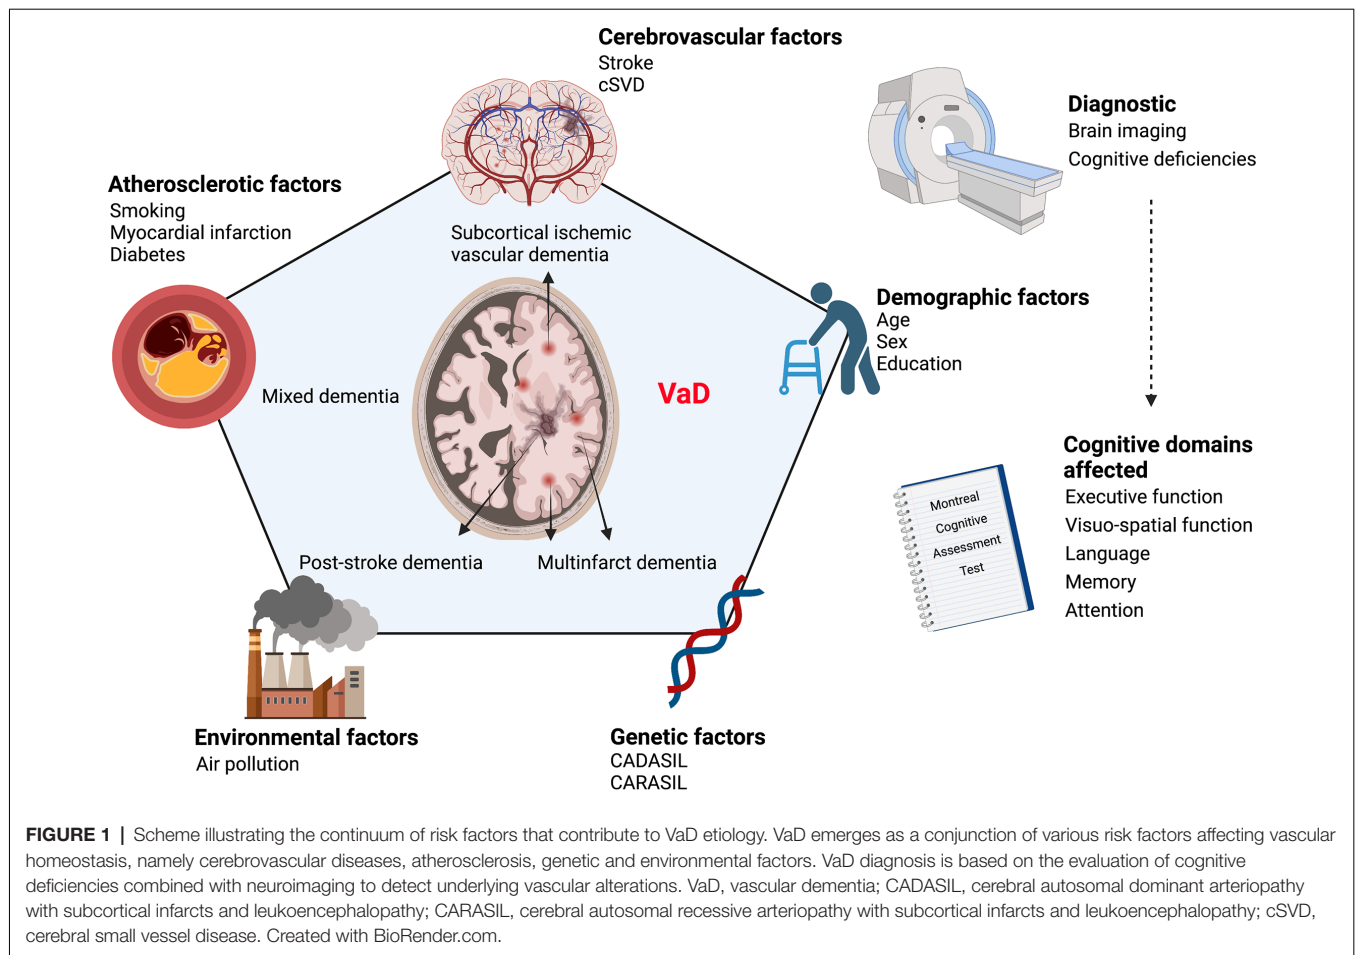 Cerebrovascular factors
Stroke
cSVD
Diagnostic
Brain imaging
Cognitive deficiencies
Atherosclerotic factors
Smoking
Myocardial infarction
Diabetes
Subcortical ischemic
vascular dementia
Demographic factors
Age
Sex
Education
Mixed dementia
VaD
Cognitive domains
affected
Executive function
Visuo-spatial function
Language
Memory
Attention
Montreal
Cognitive
Assessment
Test
Post-stroke dementia
Multinfarct dementia
Environmental factors
Air pollution
Genetic factors
CADASIL
CARASIL
FIGURE 1 | Scheme illustrating the continuum of risk factors that contribute to VaD etiology. VaD emerges as a conjunction of various risk factors affecting vascular
homeostasis, namely cerebrovascular diseases, atherosclerosis, genetic and environmental factors. VaD diagnosis is based on the evaluation of cognitive
deficiencies combined with neuroimaging to detect underlying vascular alterations. VaD, vascular dementia; CADASIL, cerebral autosomal dominant arteriopathy
with subcortical infarcts and leukoencephalopathy; CARASIL, cerebral autosomal recessive arteriopathy with subcortical infarcts and leukoencephalopathy; cSVD,
cerebral small vessel disease. Created with BioRender.com.